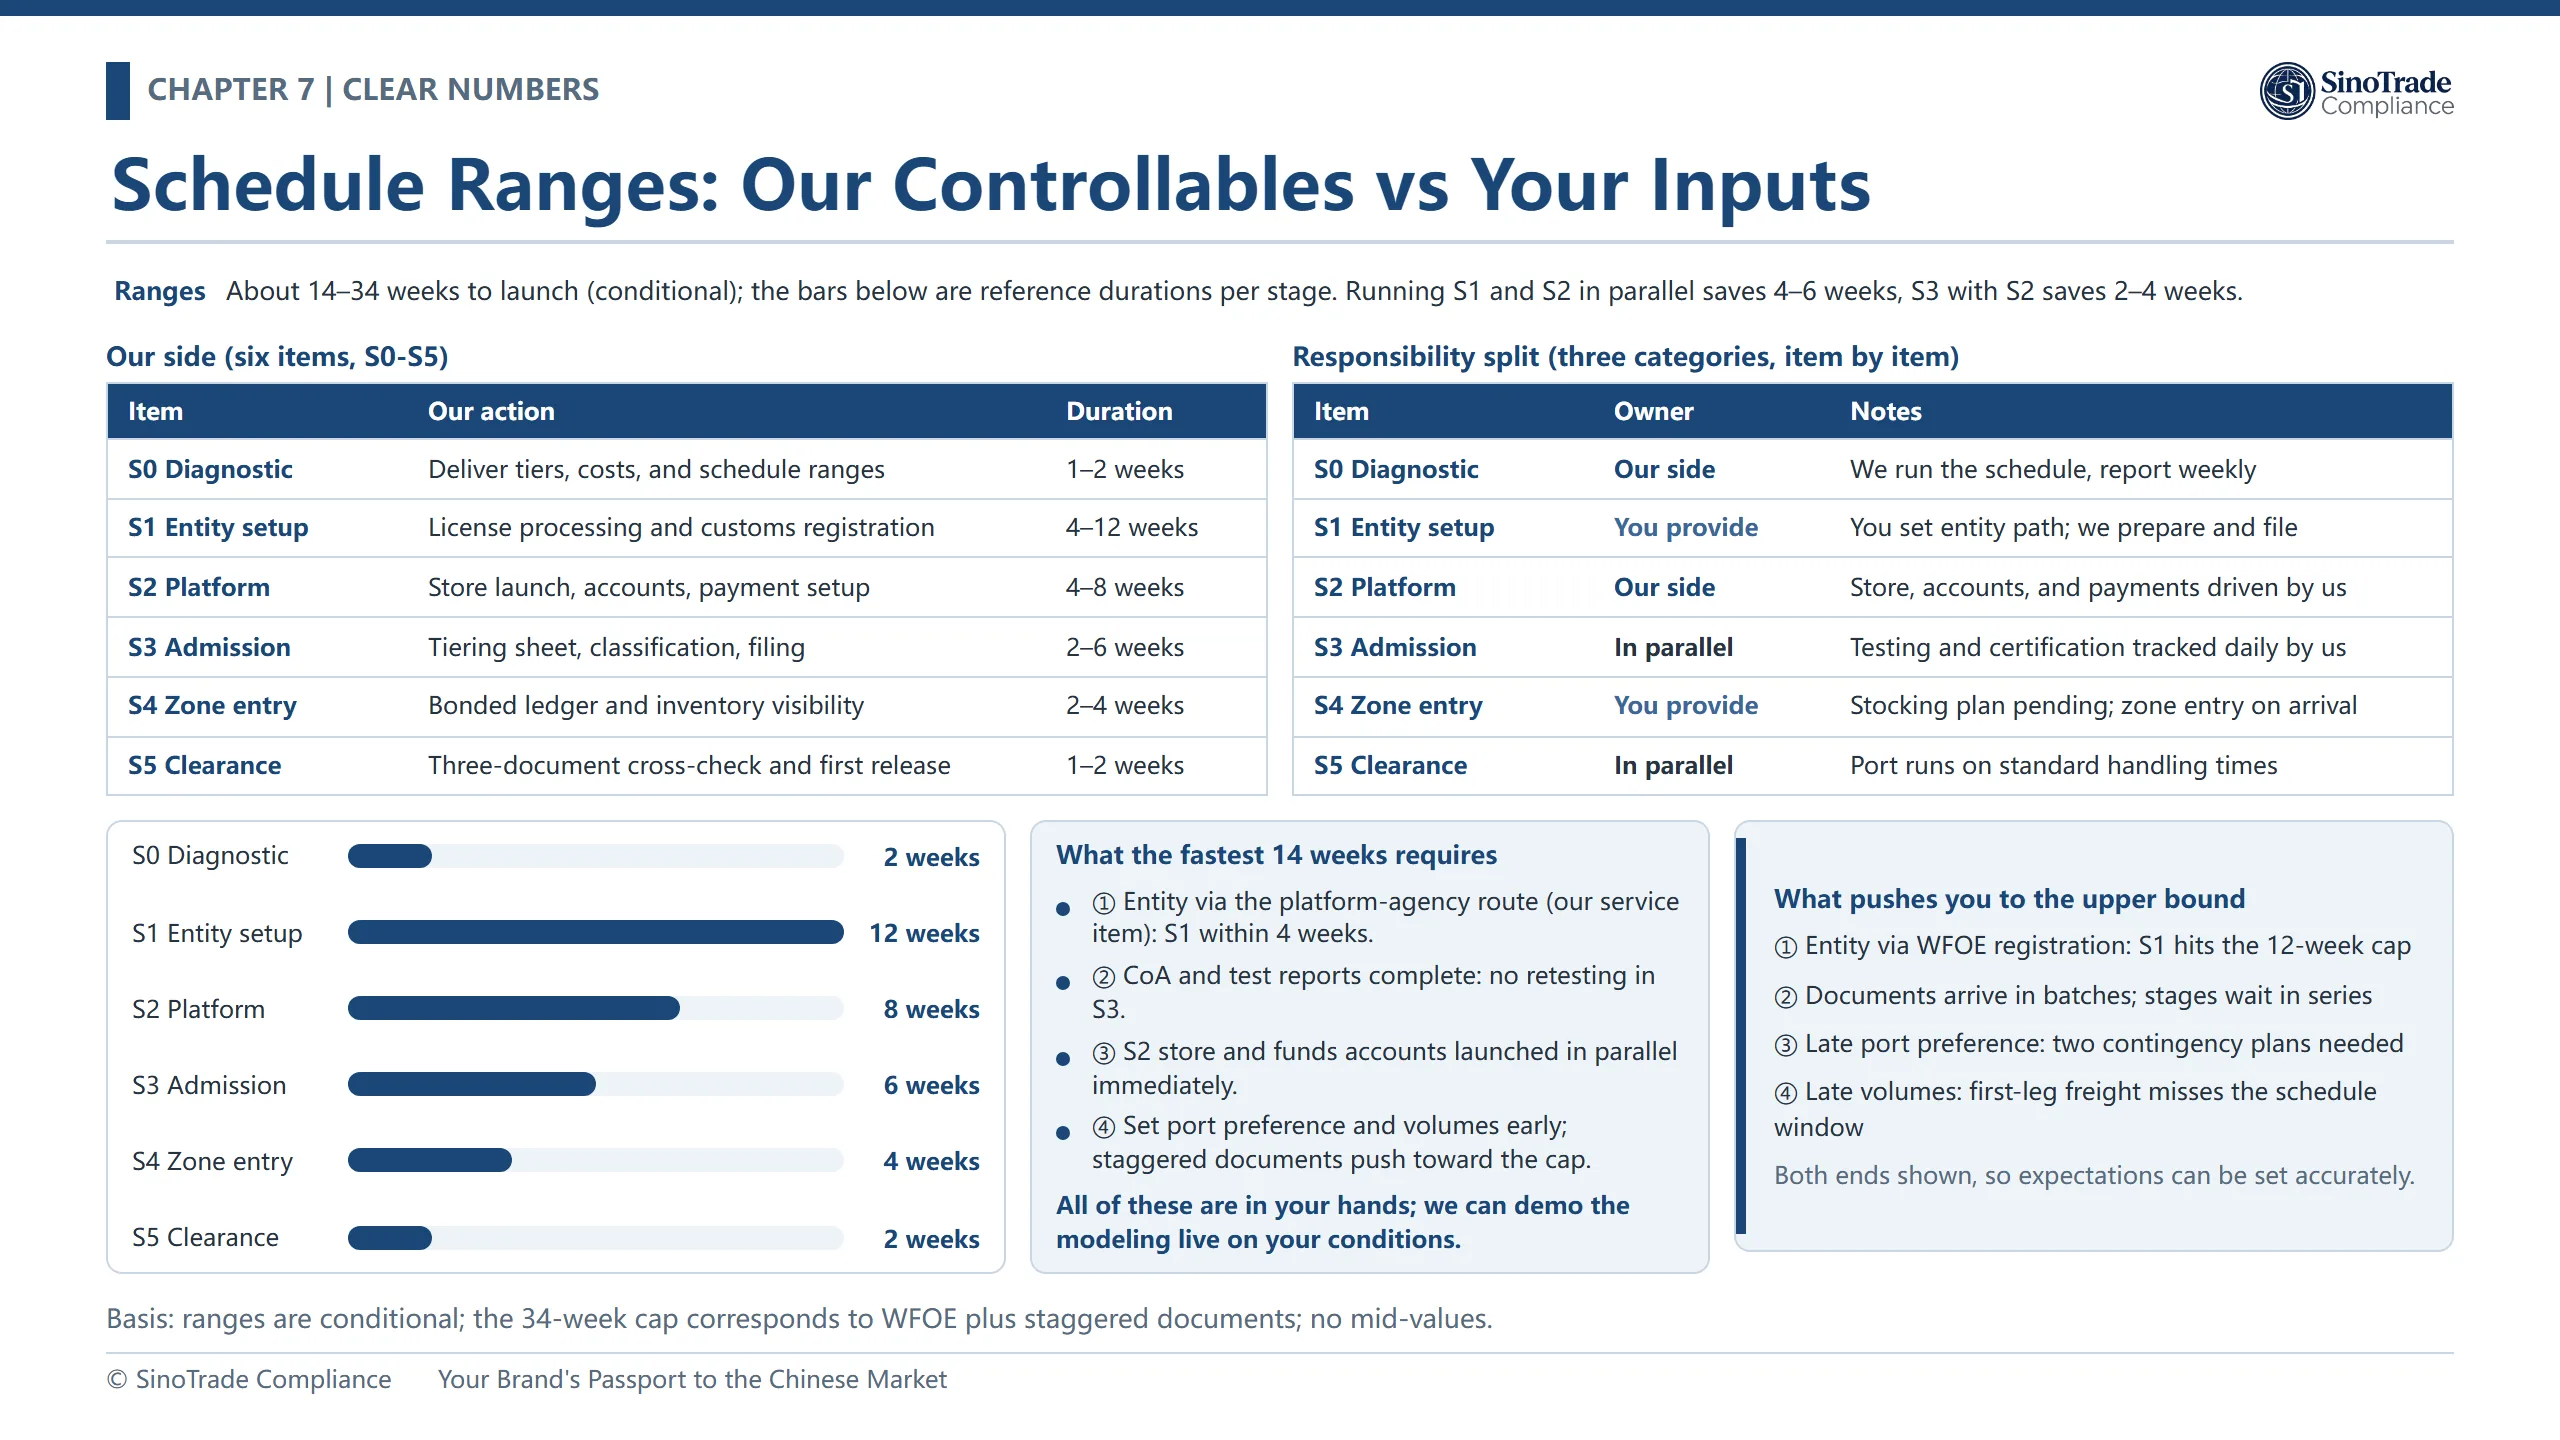 CHAPTER 7 | CLEAR NUMBERS
SinoTrade
Compliance
Schedule Ranges: Our Controllables vs Your Inputs
Ranges About 14–34 weeks to launch (conditional); the bars below are reference durations per stage. Running S1 and S2 in parallel saves 4–6 weeks, S3 with S2 saves 2–4 weeks.
Our side (six items, S0-S5)
Item Our action Duration
S0 Diagnostic Deliver tiers, costs, and schedule ranges 1–2 weeks
S1 Entity setup License processing and customs registration 4–12 weeks
S2 Platform Store launch, accounts, payment setup 4–8 weeks
S3 Admission Tiering sheet, classification, filing 2–6 weeks
S4 Zone entry Bonded ledger and inventory visibility 2–4 weeks
S5 Clearance Three-document cross-check and first release 1–2 weeks
Responsibility split (three categories, item by item)
Item Owner Notes
S0 Diagnostic Our side We run the schedule, report weekly
S1 Entity setup You provide You set entity path; we prepare and file
S2 Platform Our side Store, accounts, and payments driven by us
S3 Admission In parallel Testing and certification tracked daily by us
S4 Zone entry You provide Stocking plan pending; zone entry on arrival
S5 Clearance In parallel Port runs on standard handling times
S0 Diagnostic 2 weeks
S1 Entity setup 12 weeks
S2 Platform 8 weeks
S3 Admission 6 weeks
S4 Zone entry 4 weeks
S5 Clearance 2 weeks
What the fastest 14 weeks requires
● ① Entity via the platform-agency route (our service
item): S1 within 4 weeks.
● ② CoA and test reports complete: no retesting in
S3.
● ③ S2 store and funds accounts launched in parallel
immediately.
● ④ Set port preference and volumes early;
staggered documents push toward the cap.
All of these are in your hands; we can demo the
modeling live on your conditions.
What pushes you to the upper bound
① Entity via WFOE registration: S1 hits the 12-week cap
② Documents arrive in batches; stages wait in series
③ Late port preference: two contingency plans needed
④ Late volumes: first-leg freight misses the schedule
window
Both ends shown, so expectations can be set accurately.
Basis: ranges are conditional; the 34-week cap corresponds to WFOE plus staggered documents; no mid-values.
© SinoTrade Compliance Your Brand's Passport to the Chinese Market